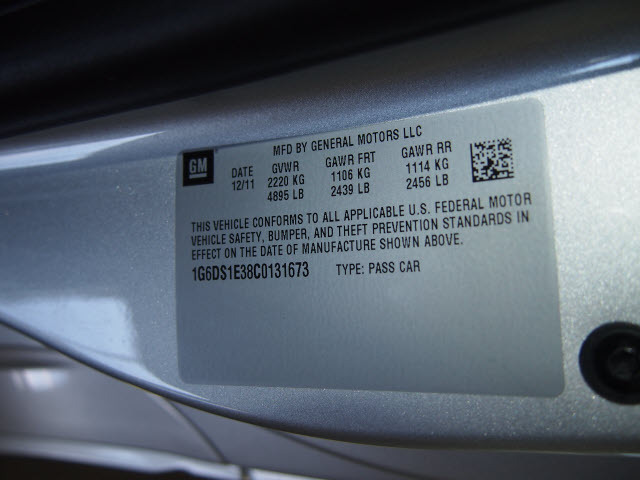 MFD BY GENERAL MOTORS LLC
GM
DATE GVWR GAWR FRT GAWR RR
12/11 2220 KG 1106 KG 1114 KG
4895 LB 2439 LB 2456 LB
THIS VEHICLE CONFORMS TO ALL APPLICABLE U.S. FEDERAL MOTOR
VEHICLE SAFETY, BUMPER, AND THEFT PREVENTION STANDARDS IN
EFFECT ON THE DATE OF MANUFACTURE SHOWN ABOVE.
1G6DS1E38C0131673 TYPE: PASS CAR